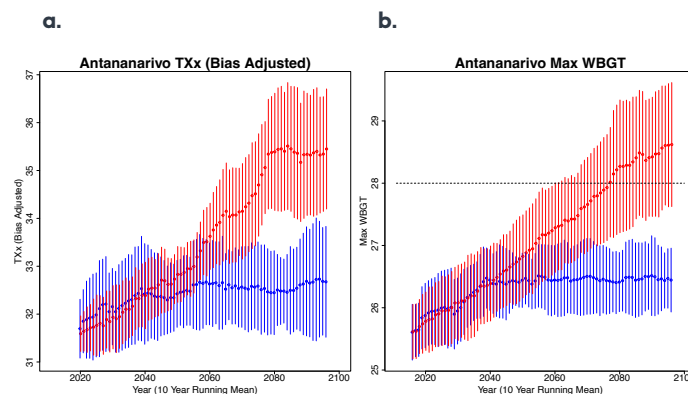 a.
b.
Antananarivo TXx (Bias Adjusted)
Antananarivo Max WBGT
TXx (Bias Adjusted)
31
32
33
34
35
36
37
2020
2040
2060
2080
2100
Year (10 Year Running Mean)
Max WBGT
25
26
27
28
29
2020
2040
2060
2080
210
Year (10 Year Running Mean)